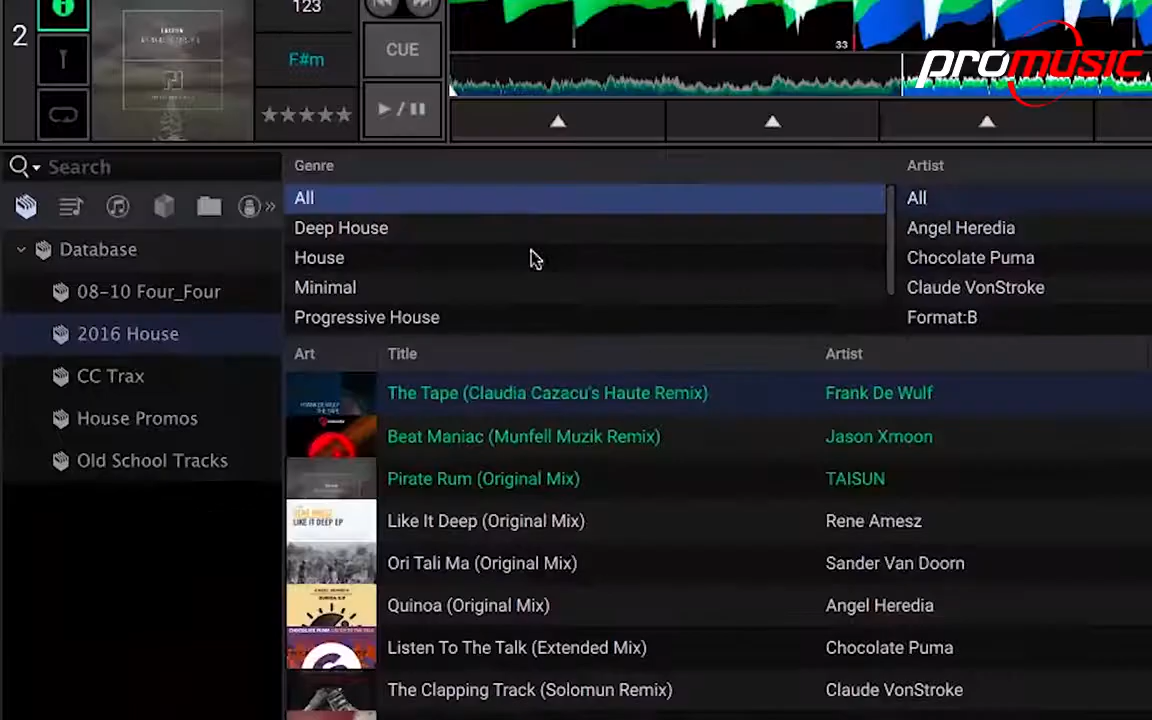 123
2
CUE
F#m
33
promusic
Search
Genre
Artist
All
All
Deep House
Angel Heredia
Database
House
Chocolate Puma
08-10 Four_Four
Minimal
Claude VonStroke
2016 House
Progressive House
Format:B
Art
Title
Artist
CC Trax
The Tape (Claudia Cazacu's Haute Remix)
Frank De Wulf
House Promos
Beat Maniac (Munfell Muzik Remix)
Jason Xmoon
Old School Tracks
Pirate Rum (Original Mix)
TAISUN
LIKE IT DEEP EP
Like It Deep (Original Mix)
Rene Amesz
Ori Tali Ma (Original Mix)
Sander Van Doorn
Quinoa (Original Mix)
Angel Heredia
Listen To The Talk (Extended Mix)
Chocolate Puma
The Clapping Track (Solomun Remix)
Claude VonStroke